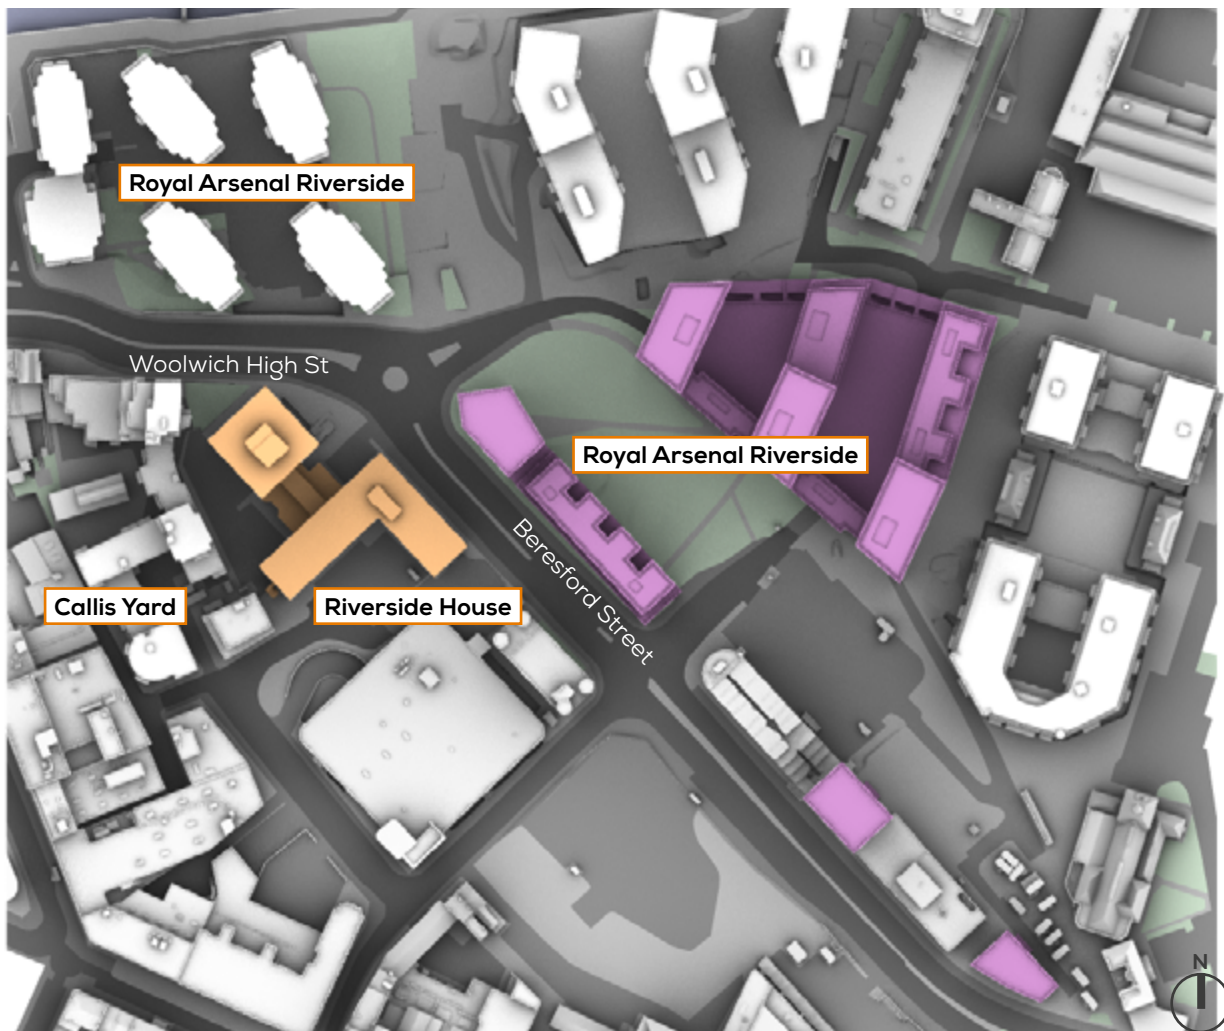 Royal Arsenal Riverside
Woolwich High St
Royal Arsenal Riverside
Beresford Street
Callis Yard
Riverside House
N